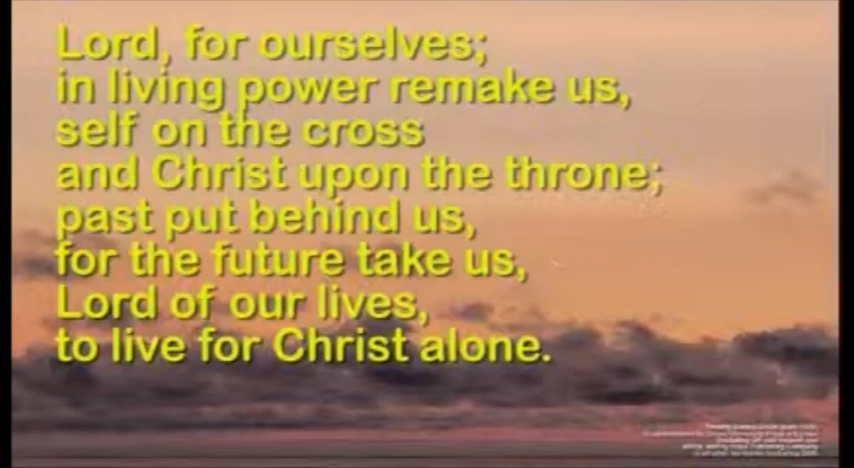 Lord, for ourselves;
in living power remake us,
self on the cross
and Christ upon the throne;
past put behind us,
for the future take us,
Lord of our lives,
to live for Christ alone.